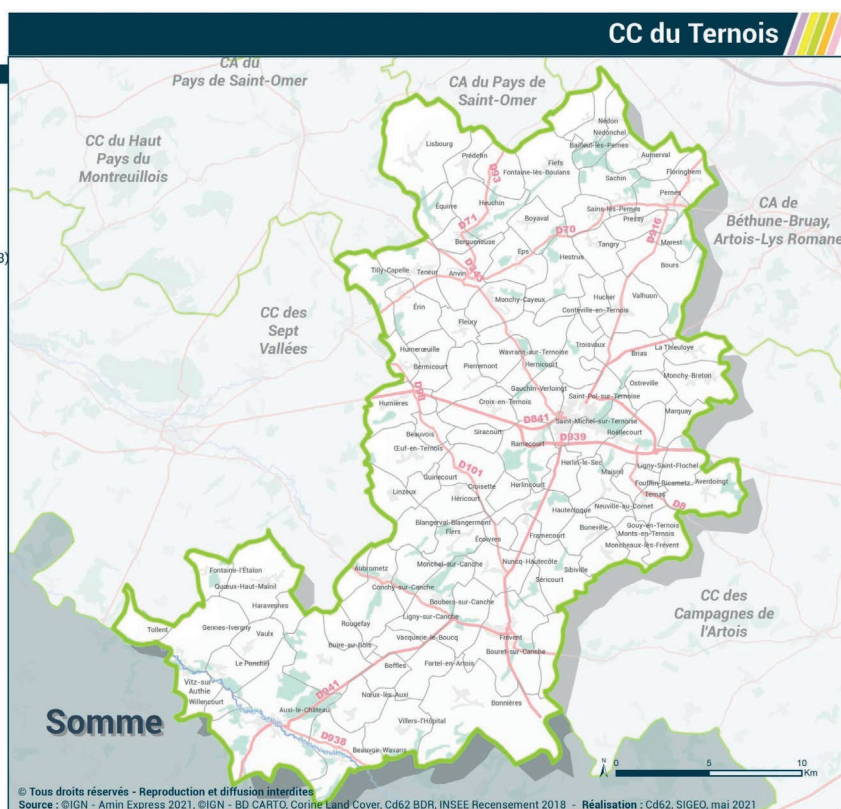 CC du Ternois
CA du
Pays de Saint-Omer
CA du Pays de
Saint-Omer
CC du Haut
Pays du
Montreuillois
CA de
Béthune-Bruay,
Artois-Lys Romane
3)
CC des
Sept
Vallées
CC des
Campagnes de
l'Artois
Somme
Nédon
Nédonchel
Bailleul-lès-Pernes
Lisbourg
Prédefin
Aumerval
Fiefs
Floringhem
Fontaine-lès-Boulans
D93
Sachin
Pernes
Heuchin
Équirre
Sains-lès-Pernes
Pressy
Boyaval
D71
D70
D916
Bergueneuse
Tangry
Marest
Eps
Hestrus
Bours
D343
Tilly-Capelle
Teneur
Anvin
Monchy-Cayeux
Hucker
Valhuon
Conteville-en-Ternois
Érin
Fleury
Troisvaux
La Thieuloye
Humerœuille
Wavrans-sur-Ternoise
Brias
Bermicourt
Pierremont
Hernicourt
Monchy-Breton
Ostreville
Gauchin-Verloingt
D98
Saint-Pol-sur-Ternoise
Humières
Croix-en-Ternois
Marquay
D841
Saint-Michel-sur-Ternoise
Beauvois
Siracourt
Roëllecourt
Ramecourt
D939
Œuf-en-Ternois
Herlin-le-Sec
Ligny-Saint-Flochel
D101
Maisnil
Guinecourt
Foufflin-Ricametz
Averdoingt
Croisette
Herlincourt
Ternas
Linzeux
Héricourt
D8
Hautecloque
Neuville-au-Cornet
Blangerval-Blangermont
Buneville
Gouy-en-Ternois
Flers
Framecourt
Monts-en-Ternois
Écoivres
Moncheaux-lès-Frévent
Monchel-sur-Canche
Nuncq-Hautecôte
Aubrometz
Sibiville
Fontaine-l'Étalon
Séricourt
Conchy-sur-Canche
Quœux-Haut-Maînil
Boubers-sur-Canche
Haravesnes
Ligny-sur-Canche
Rougefay
Tollent
Gennes-Ivergny
Vaulx
Vacquerie-le-Boucq
Frévent
Buire-au-Bois
Bouret-sur-Canche
Le Ponchel
Boffles
Fortel-en-Artois
Vitz-sur-
Authie
Willencourt
D941
Nœux-lès-Auxi
Bonnières
Auxi-le-Château
Villers-l'Hôpital
D938
Beauvoir-Wavans
N
0 5 10
Km
© Tous droits réservés - Reproduction et diffusion interdites
Source : ©IGN - Amin Express 2021, ©IGN - BD CARTO, Corine Land Cover, Cd62 BDR, INSEE Recensement 2018 - Réalisation : Cd62, SIGEO, mai 2021